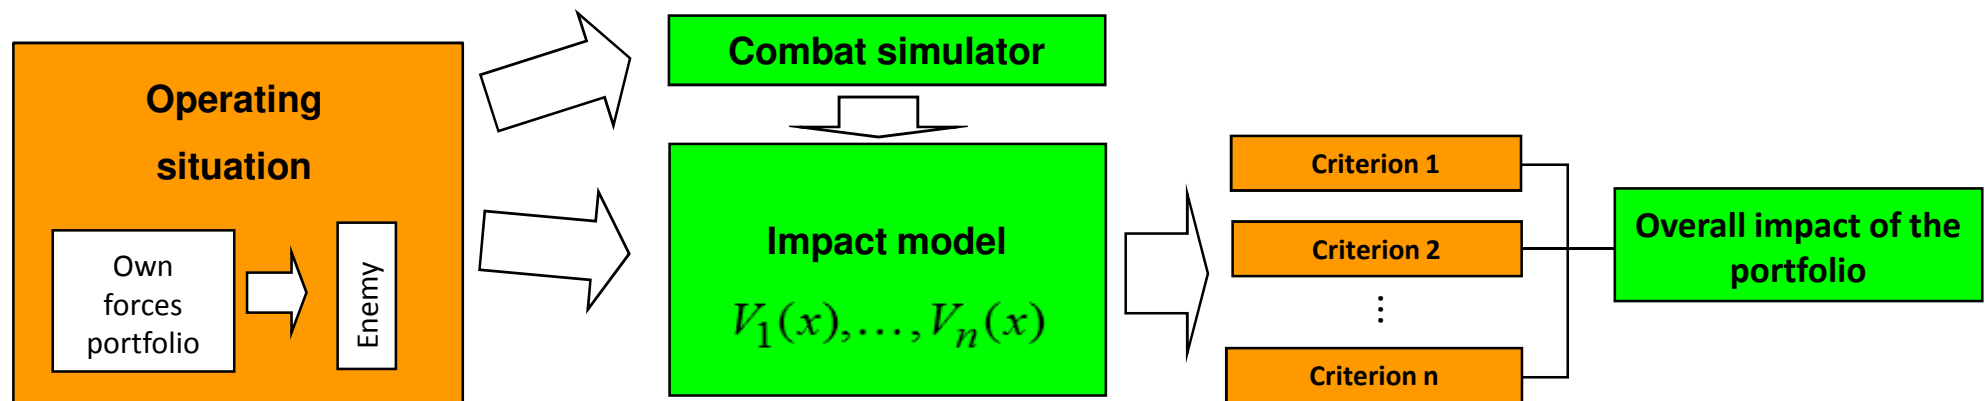 Operating
situation
Own
forces
portfolio
Enemy
Combat simulator
Impact model
V₁(x),…,Vₙ(x)
Criterion 1
Criterion 2
⋮
Criterion n
Overall impact of the
portfolio